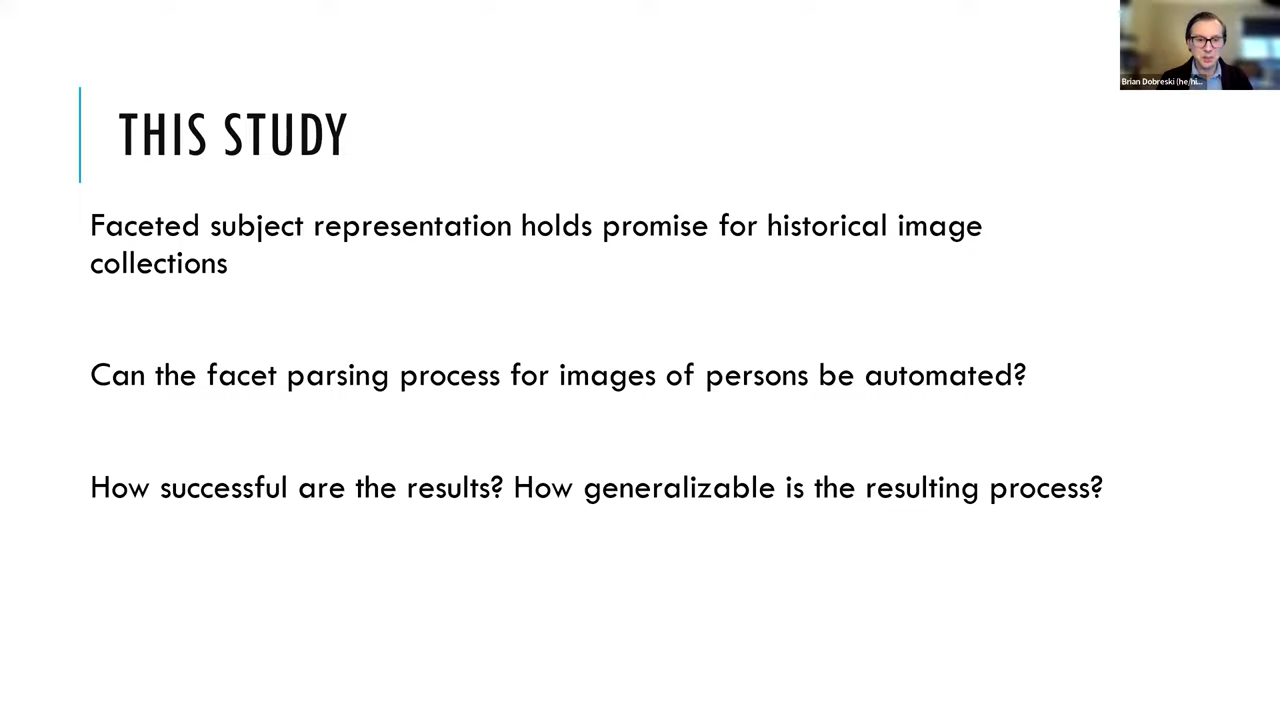 Brian Dobreski (he/hi...
THIS STUDY
Faceted subject representation holds promise for historical image
collections
Can the facet parsing process for images of persons be automated?
How successful are the results? How generalizable is the resulting process?